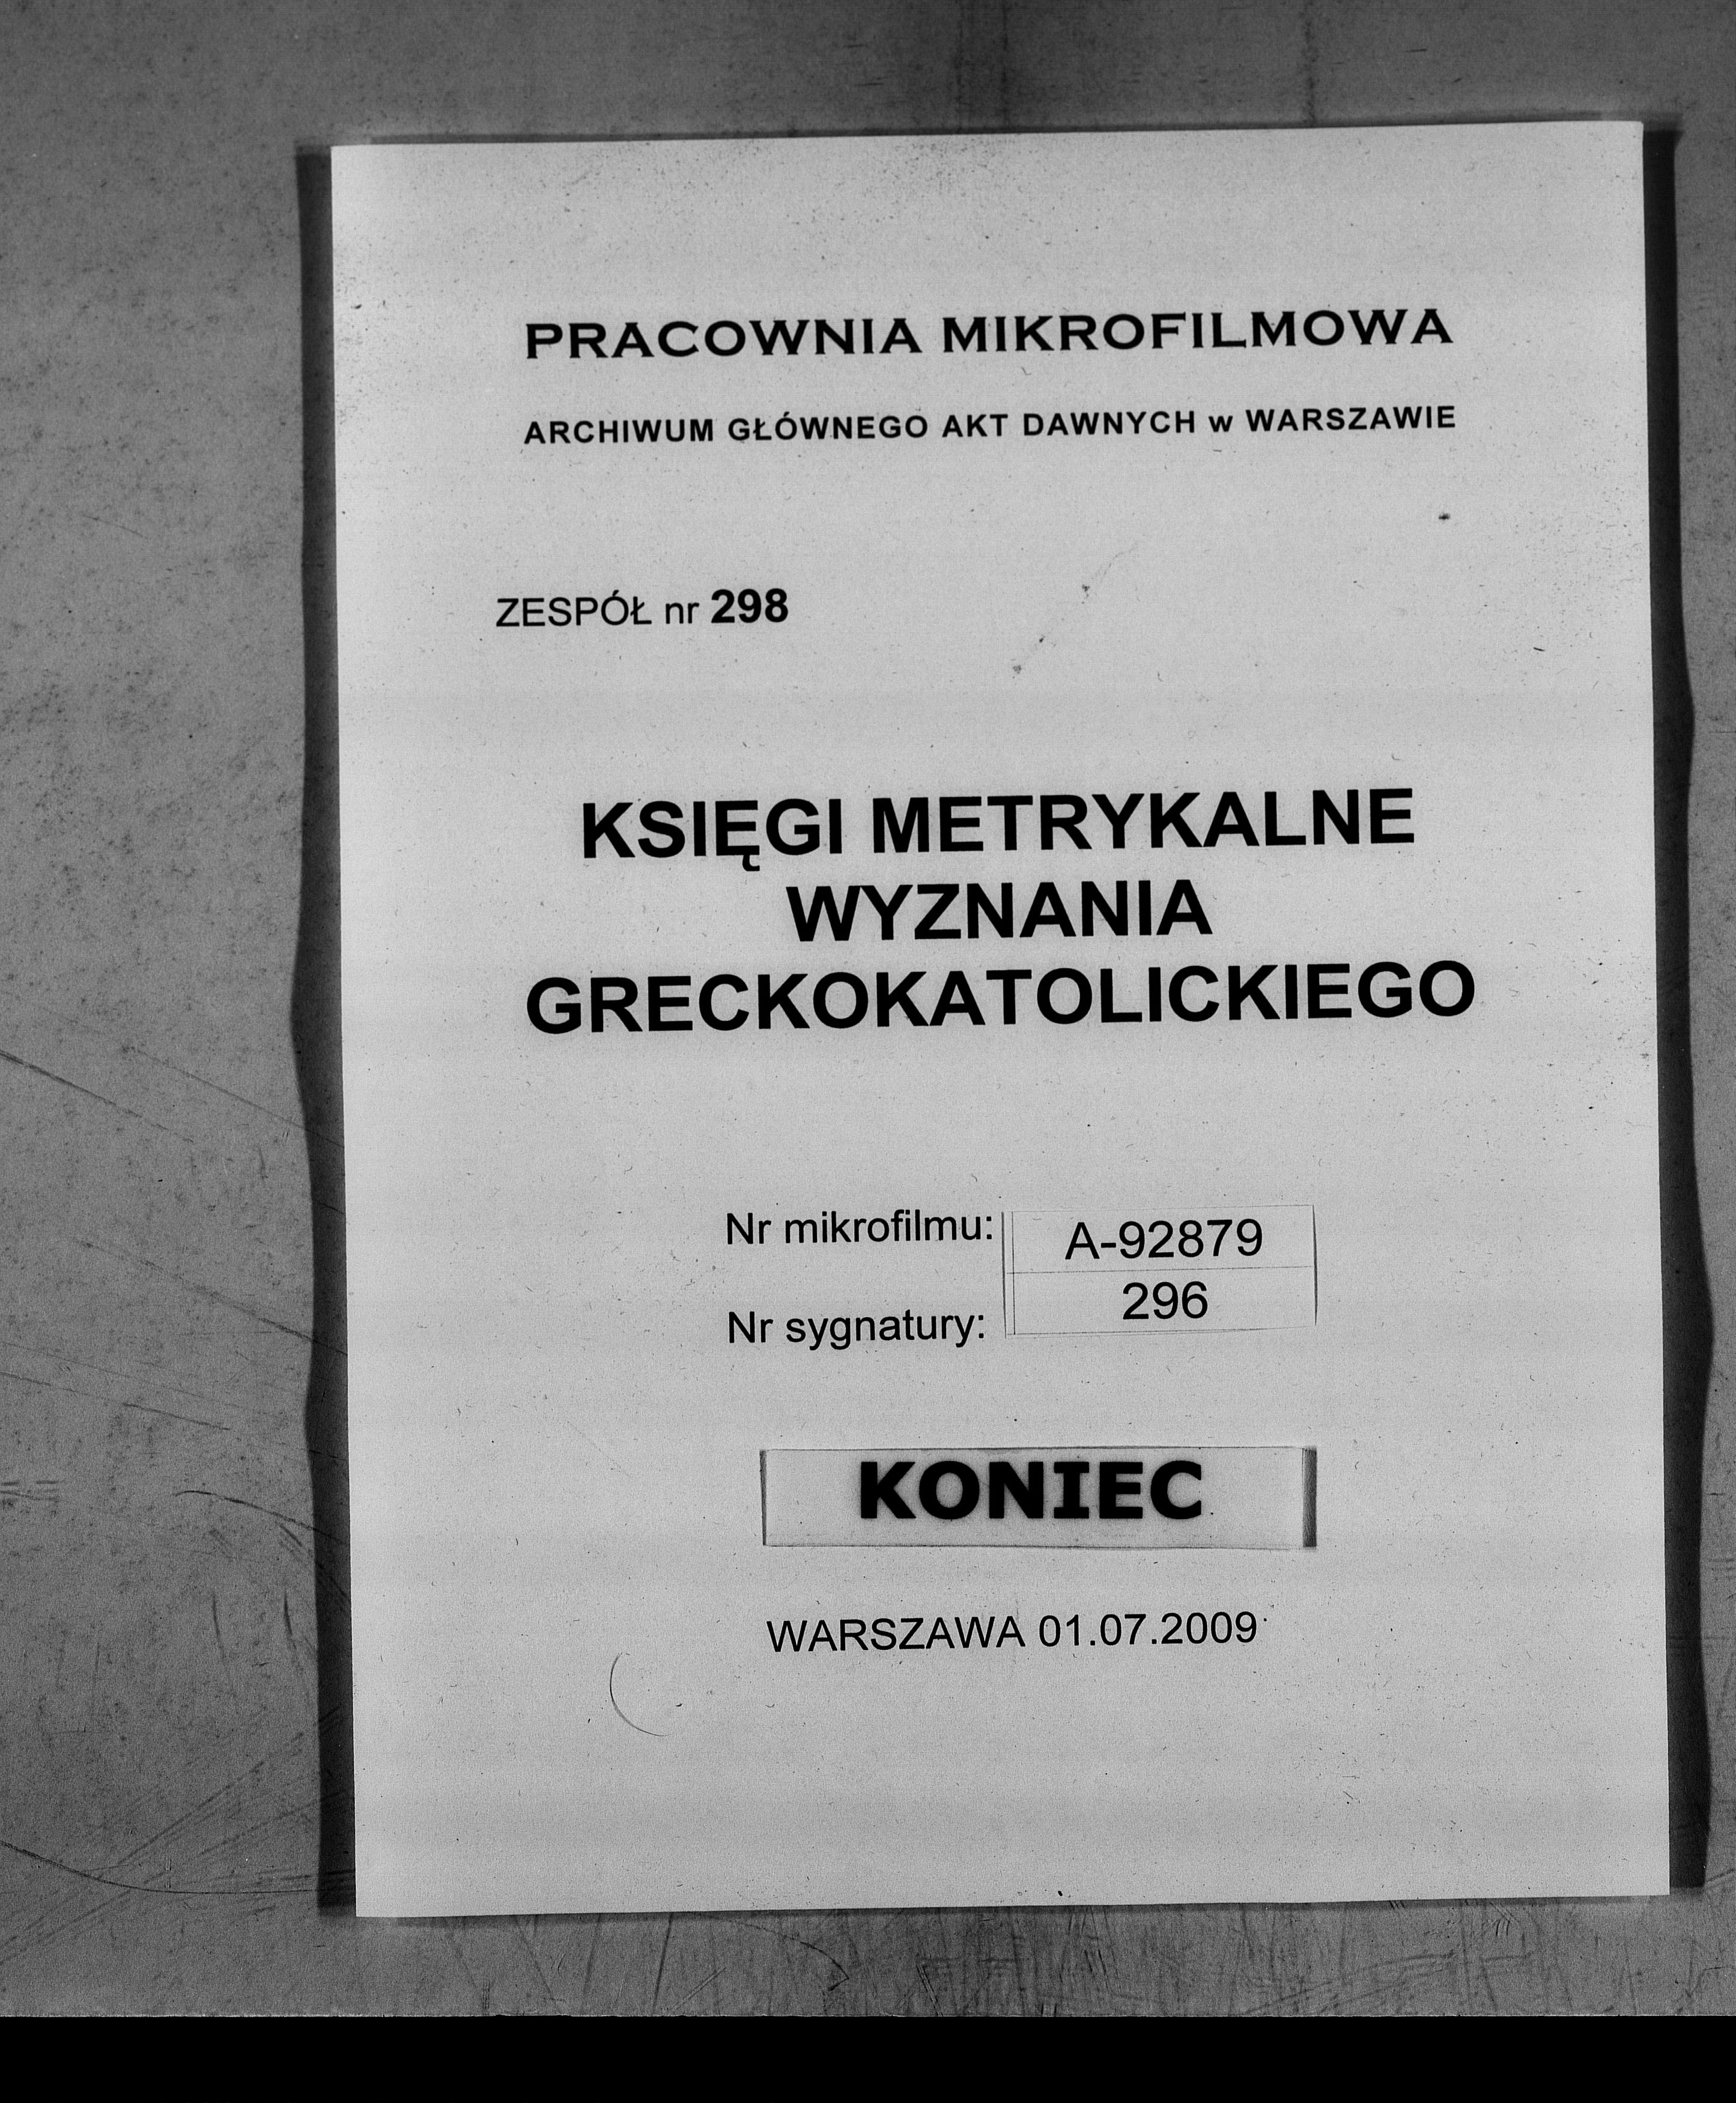 PRACOWNIA MIKROFILMOWA
ARCHIWUM GŁÓWNEGO AKT DAWNYCH w WARSZAWIE
ZESPÓŁ nr 298
KSIĘGI METRYKALNE
WYZNANIA
GRECKOKATOLICKIEGO
Nr mikrofilmu: A-92879
Nr sygnatury: 296
KONIEC
WARSZAWA 01.07.2009